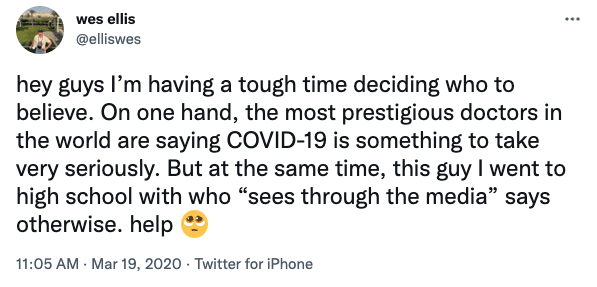 wes ellis
@elliswes
hey guys I’m having a tough time deciding who to
believe. On one hand, the most prestigious doctors in
the world are saying COVID-19 is something to take
very seriously. But at the same time, this guy I went to
high school with who “sees through the media” says
otherwise. help 🥺
11:05 AM · Mar 19, 2020 · Twitter for iPhone